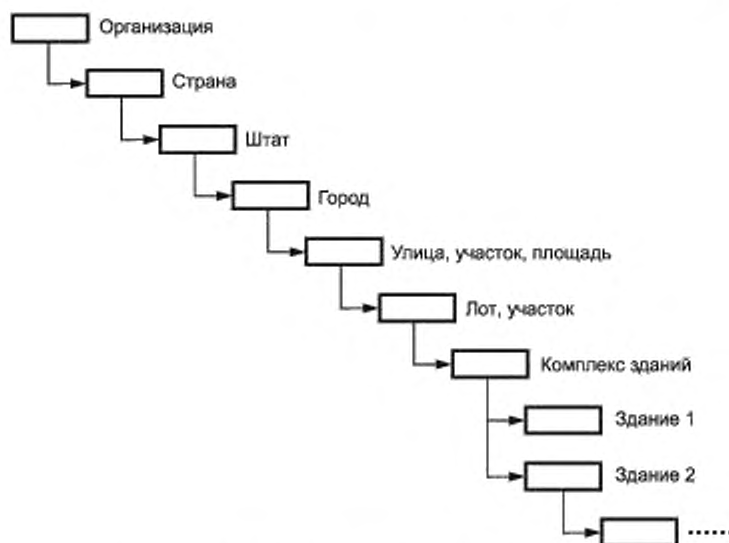 Организация
Страна
Штат
Город
Улица, участок, площадь
Лот, участок
Комплекс зданий
Здание 1
Здание 2